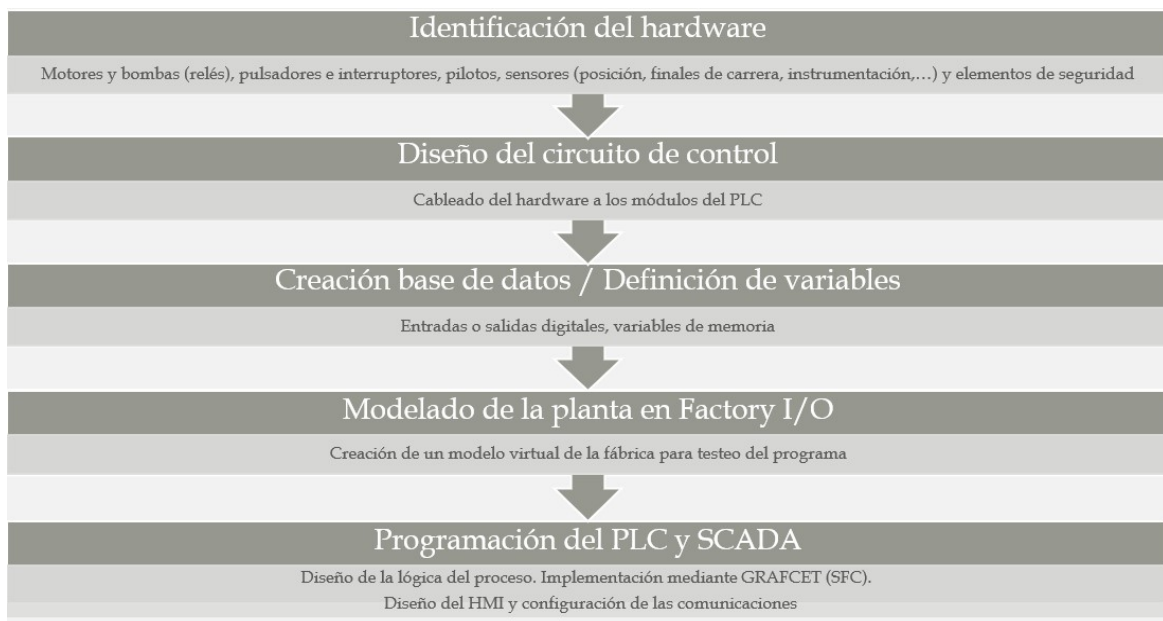 Identificación del hardware
Motores y bombas (relés), pulsadores e interruptores, pilotos, sensores (posición, finales de carrera, instrumentación,...) y elementos de seguridad
Diseño del circuito de control
Cableado del hardware a los módulos del PLC
Creación base de datos / Definición de variables
Entradas o salidas digitales, variables de memoria
Modelado de la planta en Factory I/O
Creación de un modelo virtual de la fábrica para testeo del programa
Programación del PLC y SCADA
Diseño de la lógica del proceso. Implementación mediante GRAFCET (SFC).
Diseño del HMI y configuración de las comunicaciones